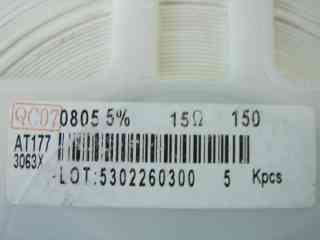 QC07 0805 5% 15Ω 150
AT177
3063X
LOT:5302260300 5 Kpcs